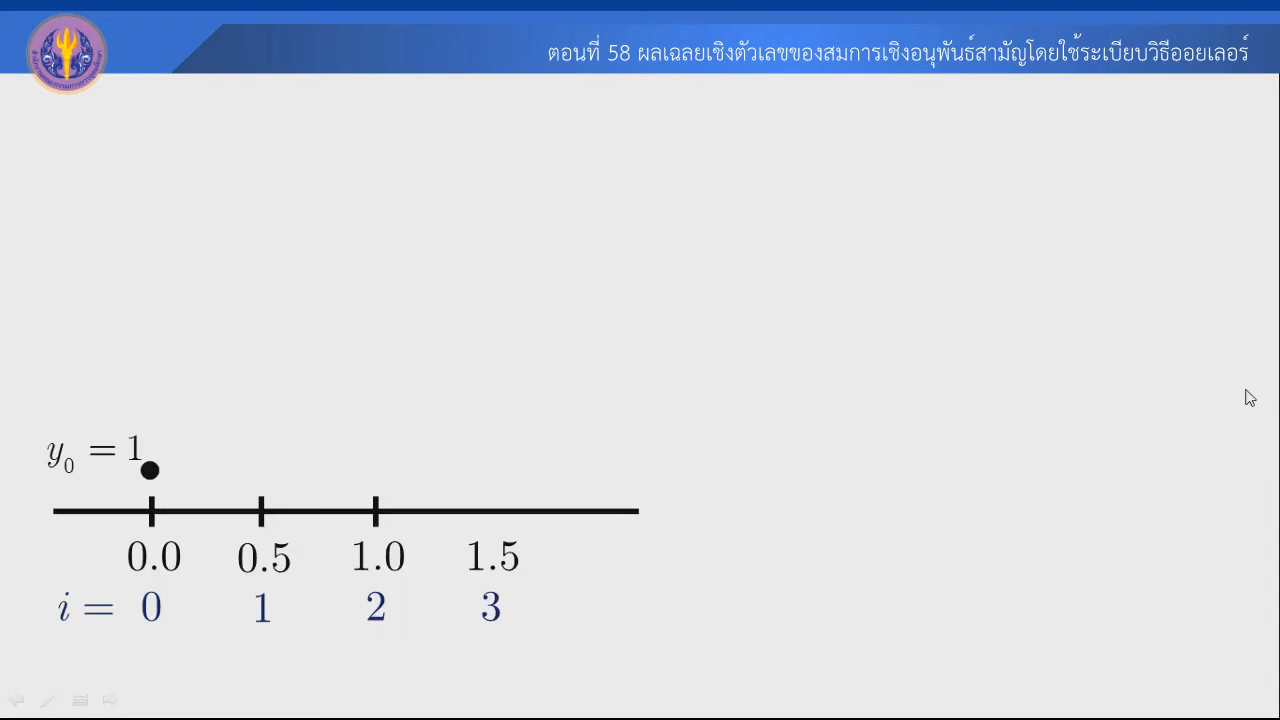 ตอนที่ 58 ผลเฉลยเชิงตัวเลขของสมการเชิงอนุพันธ์สามัญโดยใช้ระเบียบวิธีออยเลอร์
y₀ = 1
0.0 0.5 1.0 1.5
i = 0 1 2 3